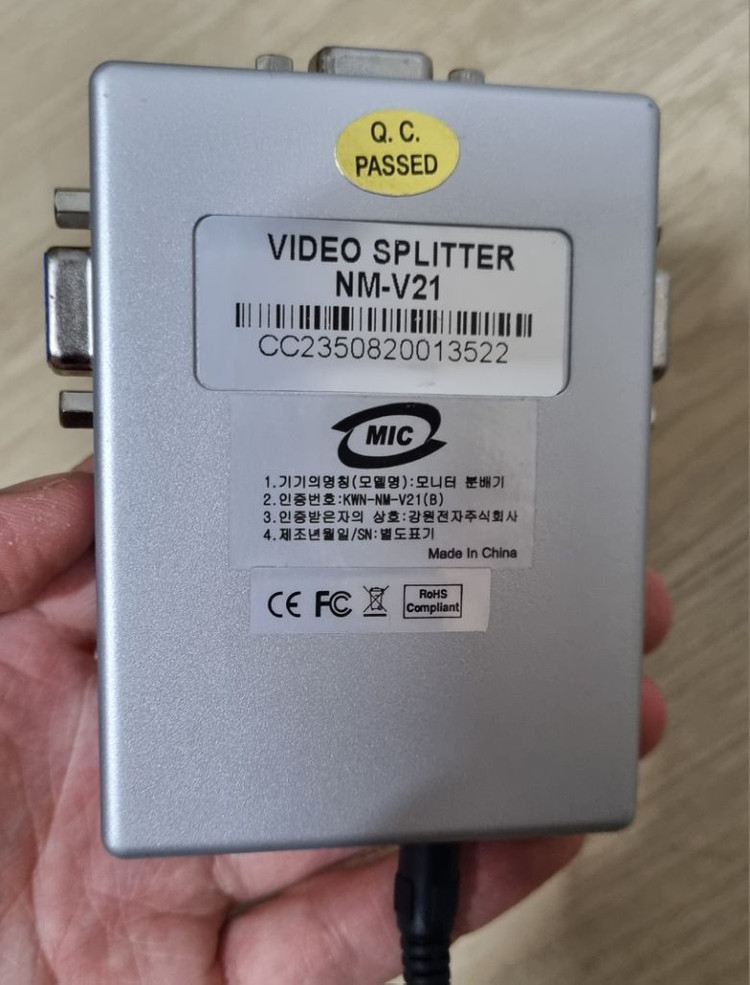 Q.C.
PASSED
VIDEO SPLITTER
NM-V21
CC2350820013522
MIC
1.기기의명칭(모델명):모니터 분배기
2.인증번호:KWN-NM-V21(B)
3.인증받은자의 상호:강원전자주식회사
4.제조년월일/SN:별도표기
Made In China
CE FC RoHS
Compliant